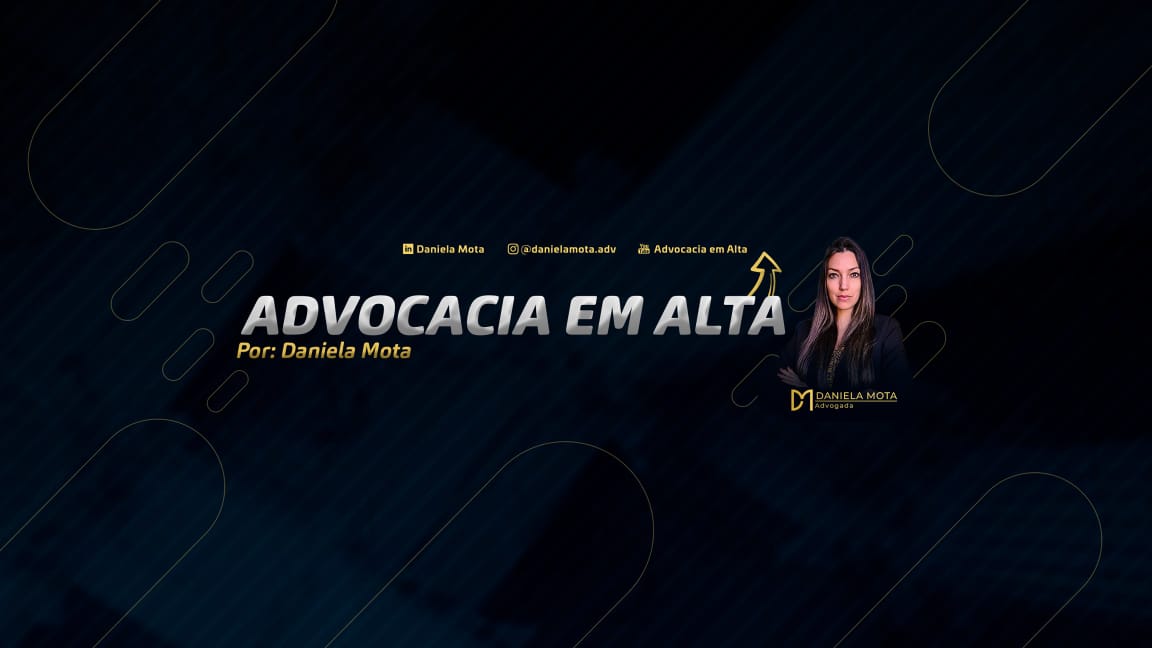 Daniela Mota @danielamota.adv Advocacia em Alta
ADVOCACIA EM ALTA
Por: Daniela Mota
DANIELA MOTA
Advogada